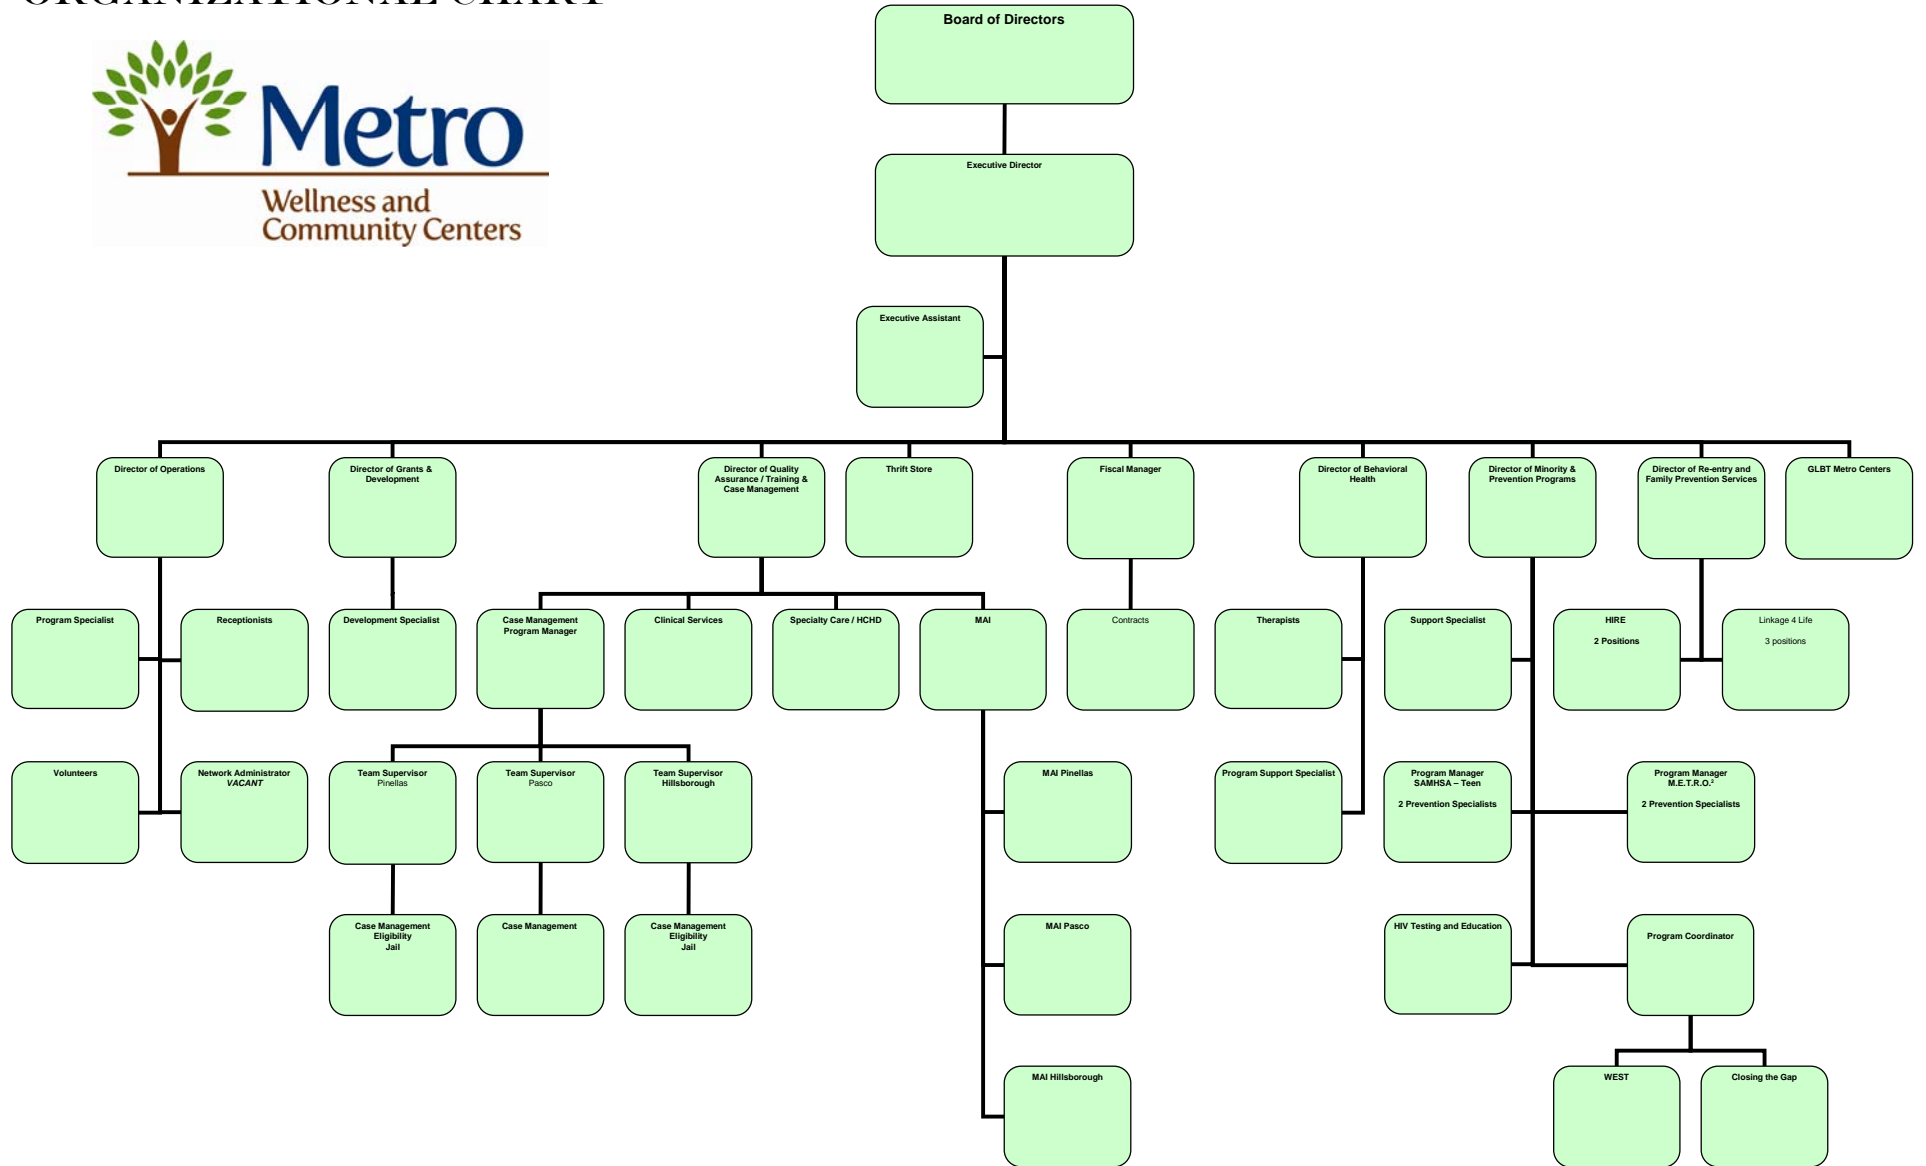 ORGANIZATIONAL CHART
Metro
Wellness and
Community Centers
Board of Directors
Executive Director
Executive Assistant
Director of Operations
Director of Grants &
Development
Director of Quality
Assurance / Training &
Case Management
Thrift Store
Fiscal Manager
Director of Behavioral
Health
Director of Minority &
Prevention Programs
Director of Re-entry and
Family Prevention Services
GLBT Metro Centers
Program Specialist
Receptionists
Development Specialist
Case Management
Program Manager
Clinical Services
Specialty Care / HCHD
MAI
Contracts
Therapists
Support Specialist
HIRE
2 Positions
Linkage 4 Life
3 positions
Volunteers
Network Administrator
VACANT
Team Supervisor
Pinellas
Team Supervisor
Pasco
Team Supervisor
Hillsborough
MAI Pinellas
Program Support Specialist
Program Manager
SAMHSA – Teen
2 Prevention Specialists
Program Manager
M.E.T.R.O.²
2 Prevention Specialists
Case Management
Eligibility
Jail
Case Management
Case Management
Eligibility
Jail
MAI Pasco
HIV Testing and Education
Program Coordinator
MAI Hillsborough
WEST
Closing the Gap